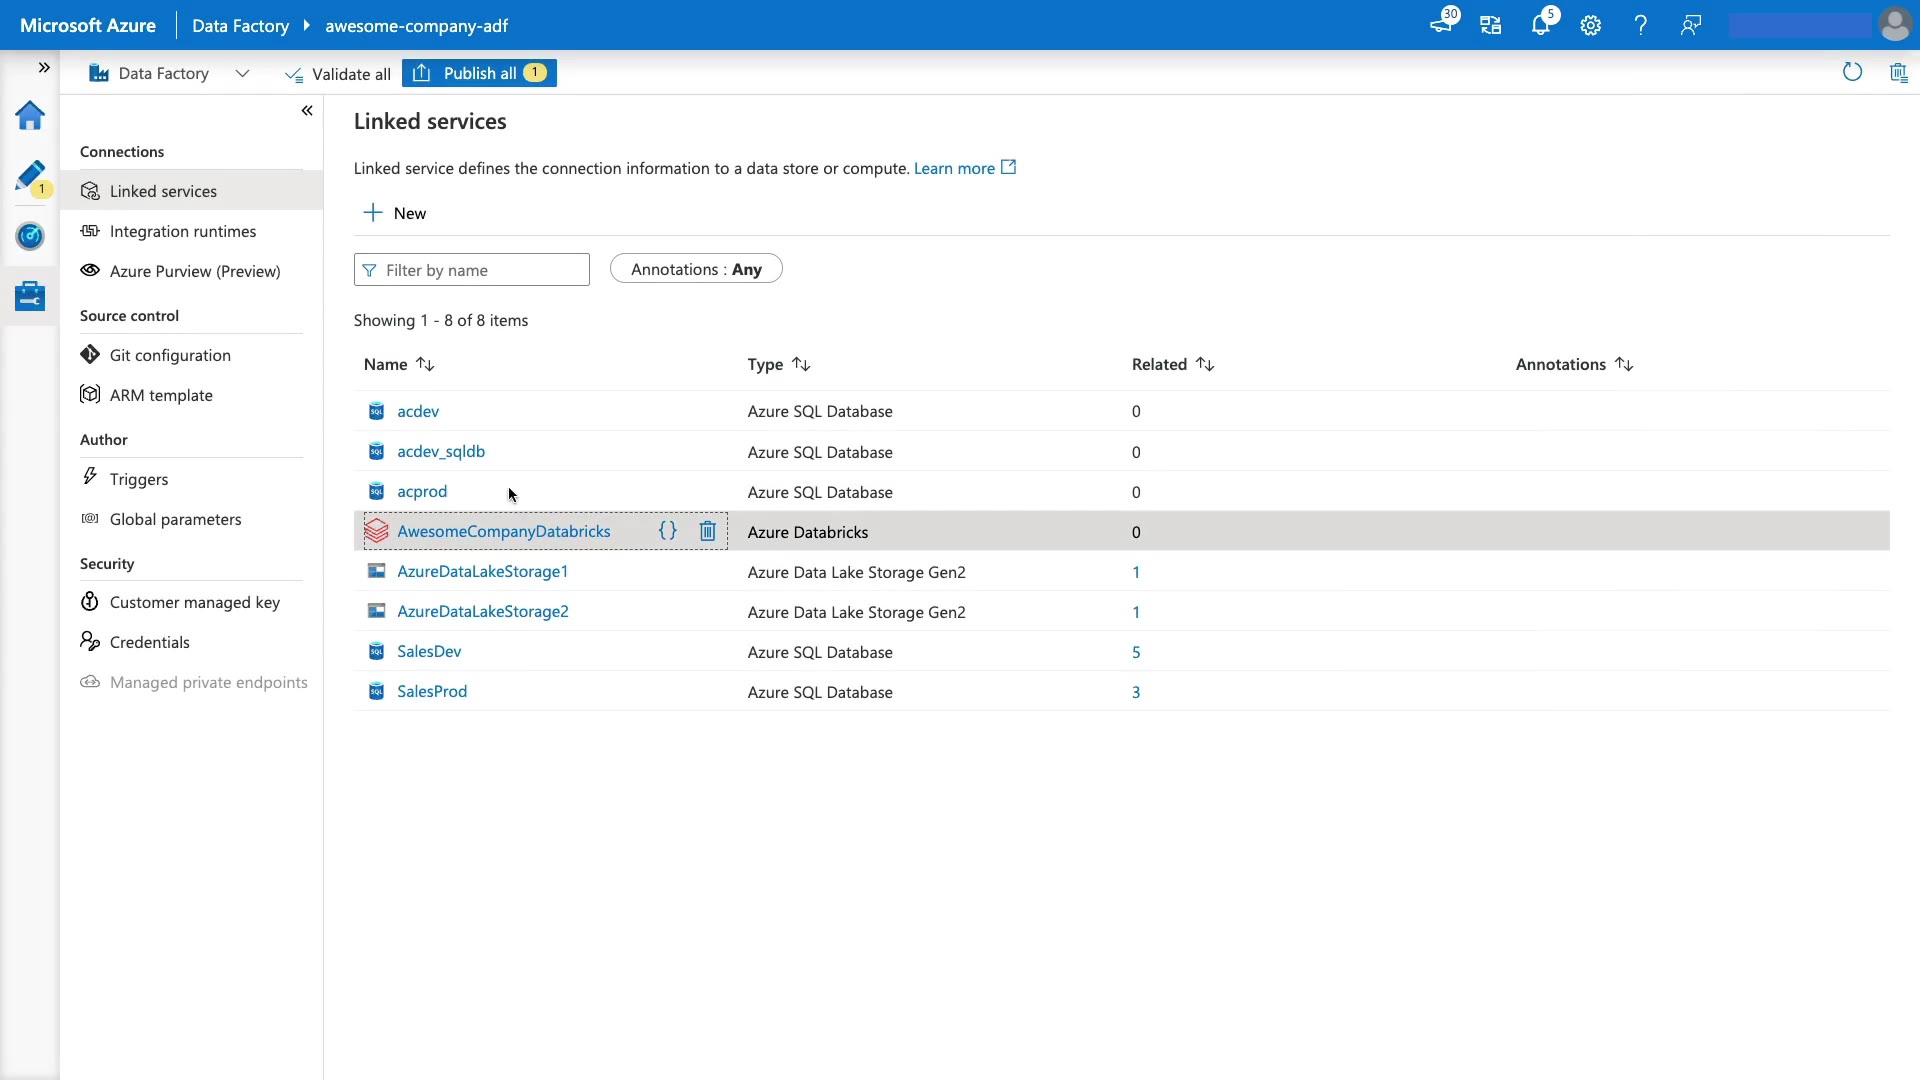 Microsoft Azure
Data Factory
awesome-company-adf
30
5
Data Factory
Validate all
Publish all 1
1
Connections
Linked services
Integration runtimes
Azure Purview (Preview)
Source control
Git configuration
ARM template
Author
Triggers
Global parameters
Security
Customer managed key
Credentials
Managed private endpoints
Linked services
Linked service defines the connection information to a data store or compute. Learn more
New
Filter by name
Annotations : Any
Showing 1 - 8 of 8 items
Name Type Related Annotations
acdev Azure SQL Database 0
acdev_sqldb Azure SQL Database 0
acprod Azure SQL Database 0
AwesomeCompanyDatabricks {} Azure Databricks 0
AzureDataLakeStorage1 Azure Data Lake Storage Gen2 1
AzureDataLakeStorage2 Azure Data Lake Storage Gen2 1
SalesDev Azure SQL Database 5
SalesProd Azure SQL Database 3